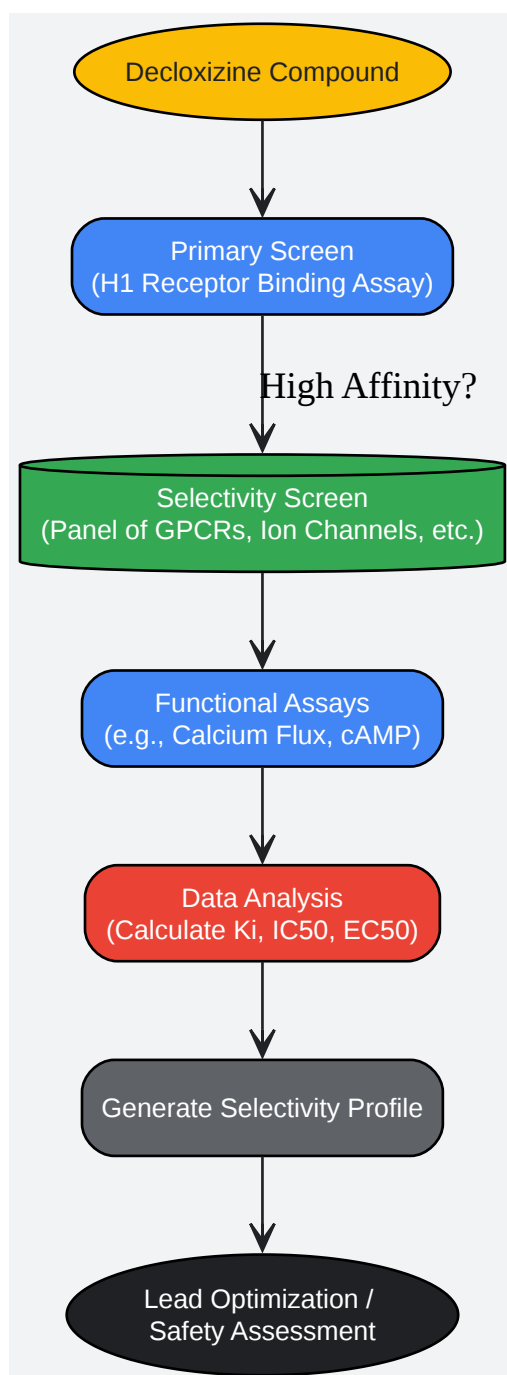 Decloxizine Compound
Primary Screen
(H1 Receptor Binding Assay)
High Affinity?
Selectivity Screen
(Panel of GPCRs, Ion Channels, etc.)
Functional Assays
(e.g., Calcium Flux, cAMP)
Data Analysis
(Calculate Ki, IC50, EC50)
Generate Selectivity Profile
Lead Optimization /
Safety Assessment